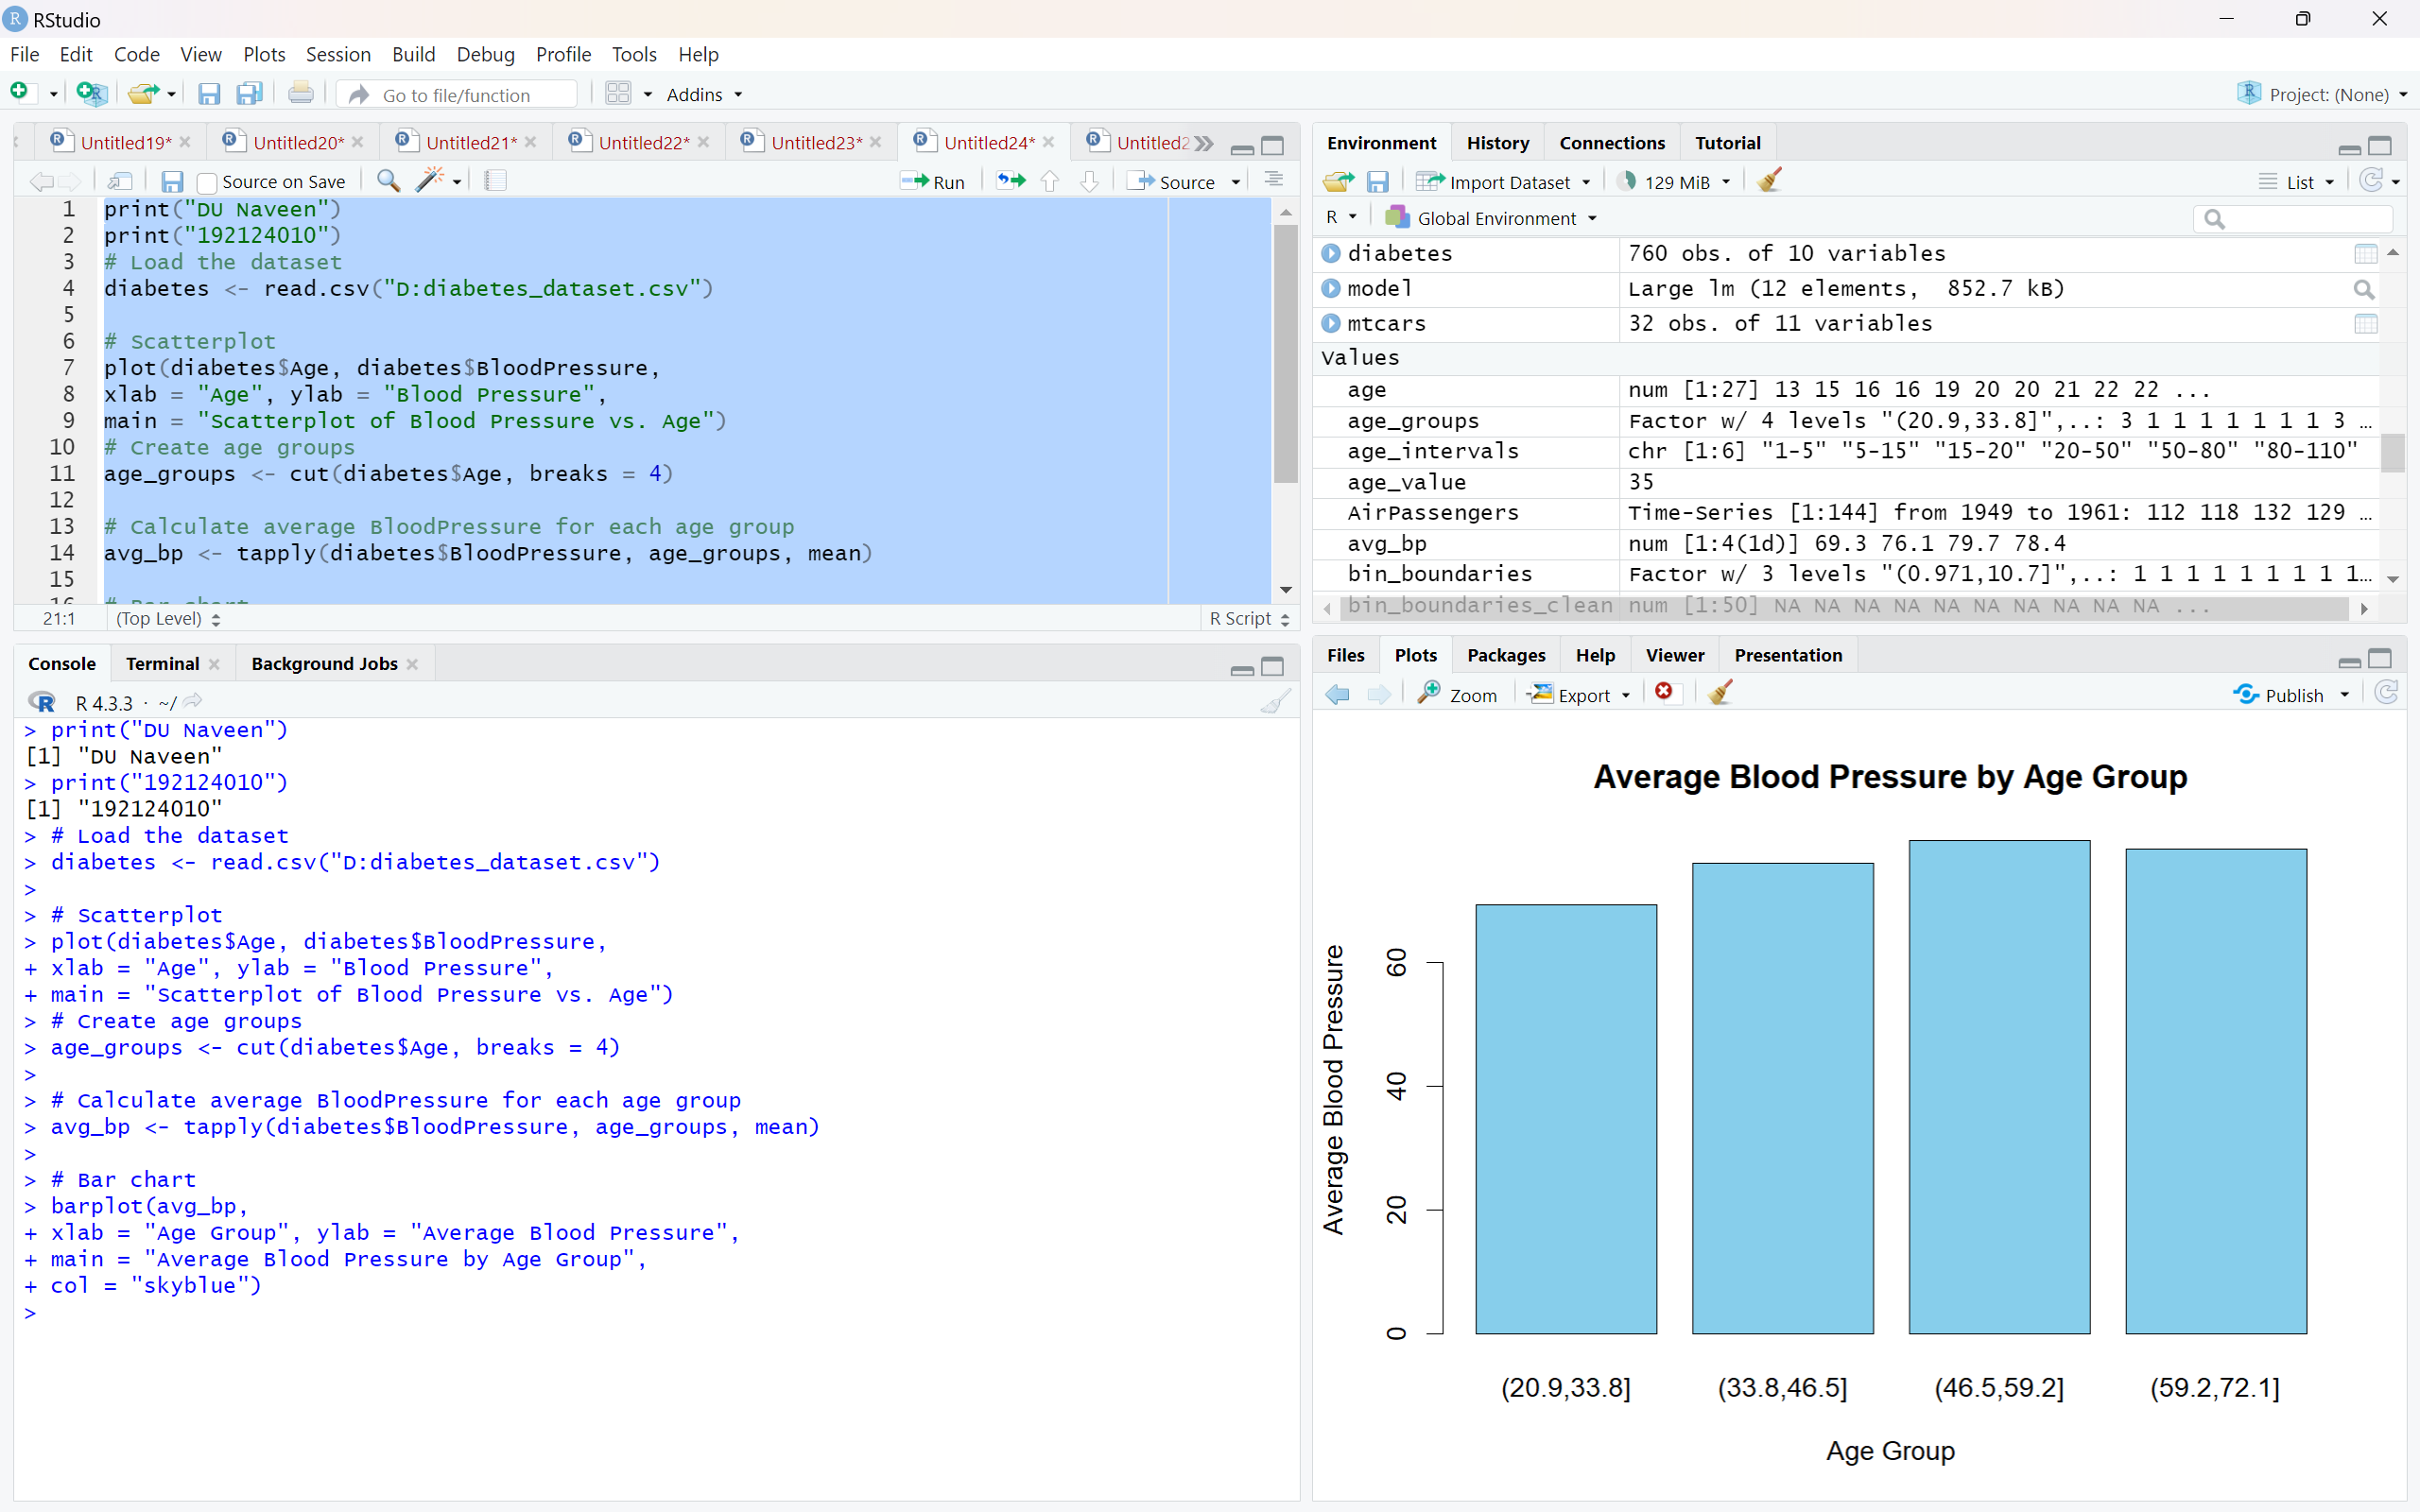 RStudio
File Edit Code View Plots Session Build Debug Profile Tools Help
Go to file/function Addins Project: (None)
Untitled19* Untitled20* Untitled21* Untitled22* Untitled23* Untitled24* Untitled2
Source on Save Run Source
1 print("DU Naveen")
2 print("192124010")
3 # Load the dataset
4 diabetes <- read.csv("D:diabetes_dataset.csv")
5
6 # Scatterplot
7 plot(diabetes$Age, diabetes$BloodPressure,
8 xlab = "Age", ylab = "Blood Pressure",
9 main = "Scatterplot of Blood Pressure vs. Age")
10 # Create age groups
11 age_groups <- cut(diabetes$Age, breaks = 4)
12
13 # Calculate average BloodPressure for each age group
14 avg_bp <- tapply(diabetes$BloodPressure, age_groups, mean)
15
16 # Bar chart
21:1 (Top Level) R Script
Console Terminal Background Jobs
R 4.3.3 · ~/
> print("DU Naveen")
[1] "DU Naveen"
> print("192124010")
[1] "192124010"
> # Load the dataset
> diabetes <- read.csv("D:diabetes_dataset.csv")
>
> # Scatterplot
> plot(diabetes$Age, diabetes$BloodPressure,
+ xlab = "Age", ylab = "Blood Pressure",
+ main = "Scatterplot of Blood Pressure vs. Age")
> # Create age groups
> age_groups <- cut(diabetes$Age, breaks = 4)
>
> # Calculate average BloodPressure for each age group
> avg_bp <- tapply(diabetes$BloodPressure, age_groups, mean)
>
> # Bar chart
> barplot(avg_bp,
+ xlab = "Age Group", ylab = "Average Blood Pressure",
+ main = "Average Blood Pressure by Age Group",
+ col = "skyblue")
>
Environment History Connections Tutorial
Import Dataset 129 MiB List
R Global Environment
diabetes 760 obs. of 10 variables
model Large lm (12 elements, 852.7 kB)
mtcars 32 obs. of 11 variables
Values
age num [1:27] 13 15 16 16 19 20 20 21 22 22 ...
age_groups Factor w/ 4 levels "(20.9,33.8]",..: 3 1 1 1 1 1 1 1 3 …
age_intervals chr [1:6] "1-5" "5-15" "15-20" "20-50" "50-80" "80-110"
age_value 35
AirPassengers Time-Series [1:144] from 1949 to 1961: 112 118 132 129 …
avg_bp num [1:4(1d)] 69.3 76.1 79.7 78.4
bin_boundaries Factor w/ 3 levels "(0.971,10.7]",..: 1 1 1 1 1 1 1 1 1…
bin_boundaries_clean num [1:50] NA NA NA NA NA NA NA NA NA NA ...
Files Plots Packages Help Viewer Presentation
Zoom Export Publish
Average Blood Pressure by Age Group
Average Blood Pressure
60
40
20
0
(20.9,33.8] (33.8,46.5] (46.5,59.2] (59.2,72.1]
Age Group